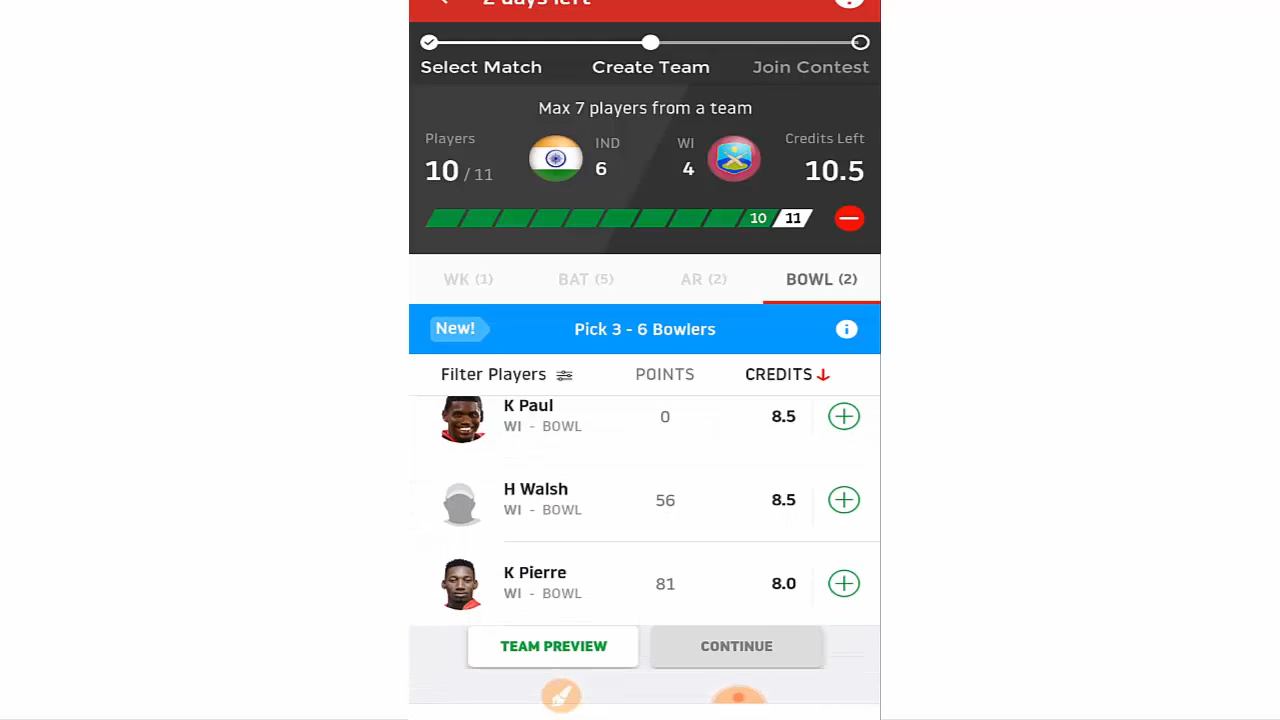 2 days left
Select Match Create Team Join Contest
Max 7 players from a team
Players IND WI Credits Left
10 / 11 6 4 10.5
10 11
WK (1) BAT (5) AR (2) BOWL (2)
New! Pick 3 - 6 Bowlers
Filter Players POINTS CREDITS
K Paul
WI - BOWL 0 8.5
H Walsh
WI - BOWL 56 8.5
K Pierre
WI - BOWL 81 8.0
TEAM PREVIEW CONTINUE